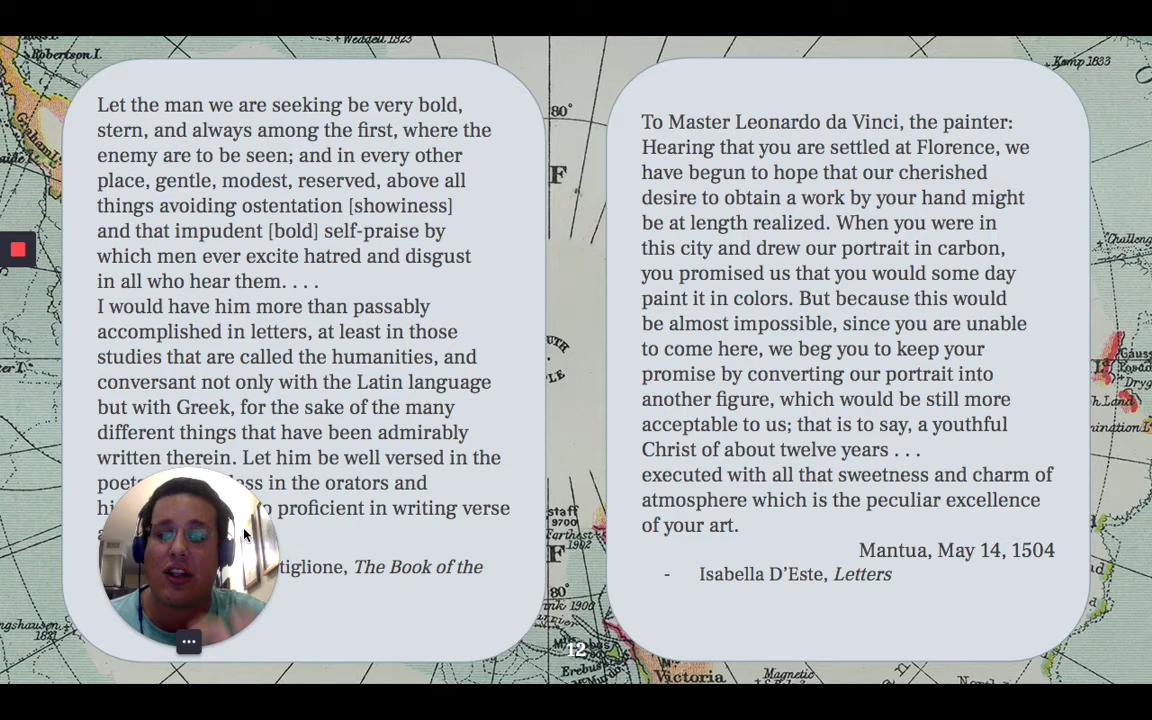 Let the man we are seeking be very bold,
stern, and always among the first, where the
enemy are to be seen; and in every other
place, gentle, modest, reserved, above all
things avoiding ostentation [showiness]
and that impudent [bold] self-praise by
which men ever excite hatred and disgust
in all who hear them. . . .
I would have him more than passably
accomplished in letters, at least in those
studies that are called the humanities, and
conversant not only with the Latin language
but with Greek, for the sake of the many
different things that have been admirably
written therein. Let him be well versed in the
in the orators and
proficient in writing verse
The Book of the
To Master Leonardo da Vinci, the painter:
Hearing that you are settled at Florence, we
have begun to hope that our cherished
desire to obtain a work by your hand might
be at length realized. When you were in
this city and drew our portrait in carbon,
you promised us that you would some day
paint it in colors. But because this would
be almost impossible, since you are unable
to come here, we beg you to keep your
promise by converting our portrait into
another figure, which would be still more
acceptable to us; that is to say, a youthful
Christ of about twelve years . . .
executed with all that sweetness and charm of
atmosphere which is the peculiar excellence
of your art.
Mantua, May 14, 1504
- Isabella D'Este, Letters
12
Weddell 1823
Robertson I.
Kemp 1833
80°
F
80°
F
Victoria
Magnetic